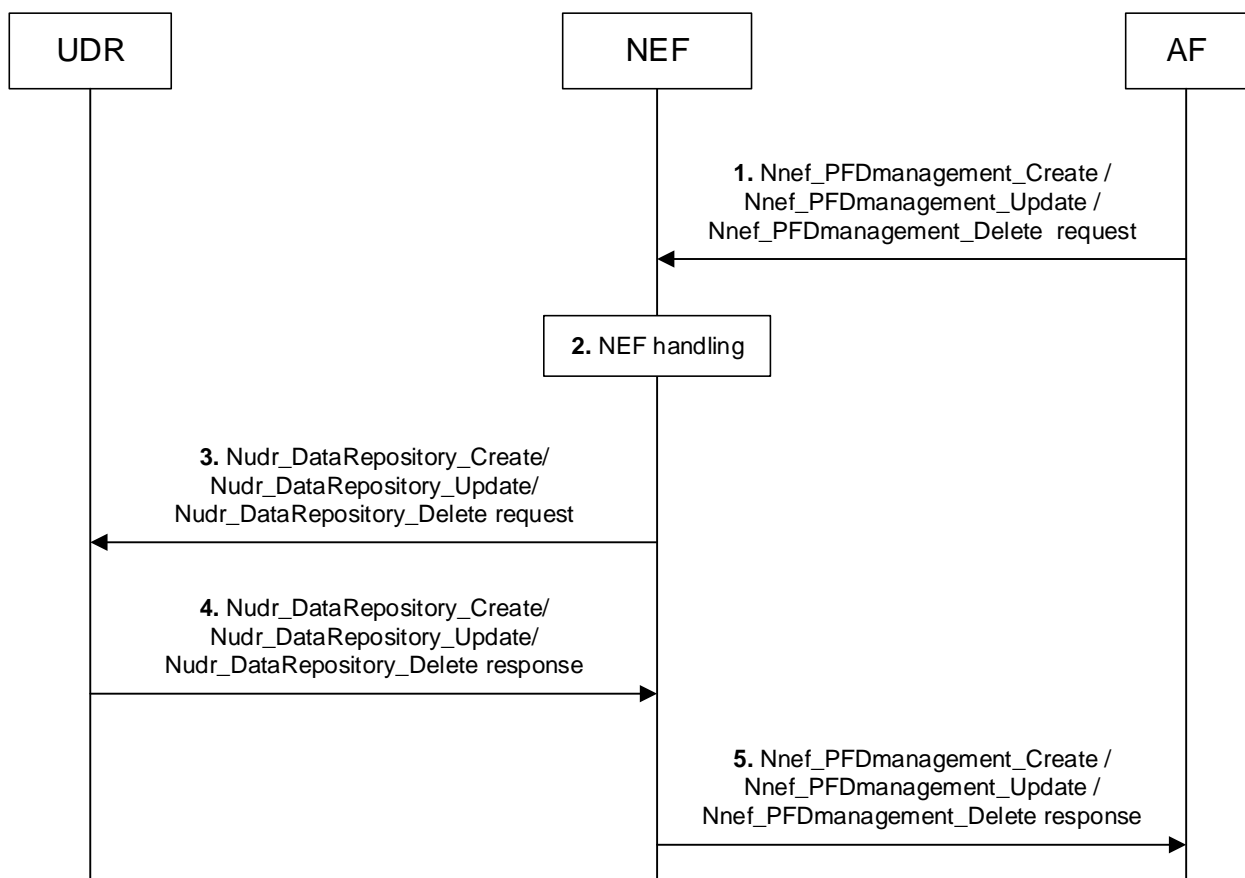 UDR
NEF
AF
1. Nnef_PFDmanagement_Create /
Nnef_PFDmanagement_Update /
Nnef_PFDmanagement_Delete  request
2. NEF handling
3. Nudr_DataRepository_Create/
Nudr_DataRepository_Update/
Nudr_DataRepository_Delete request
4. Nudr_DataRepository_Create/
Nudr_DataRepository_Update/
Nudr_DataRepository_Delete response
5. Nnef_PFDmanagement_Create /
Nnef_PFDmanagement_Update /
Nnef_PFDmanagement_Delete response